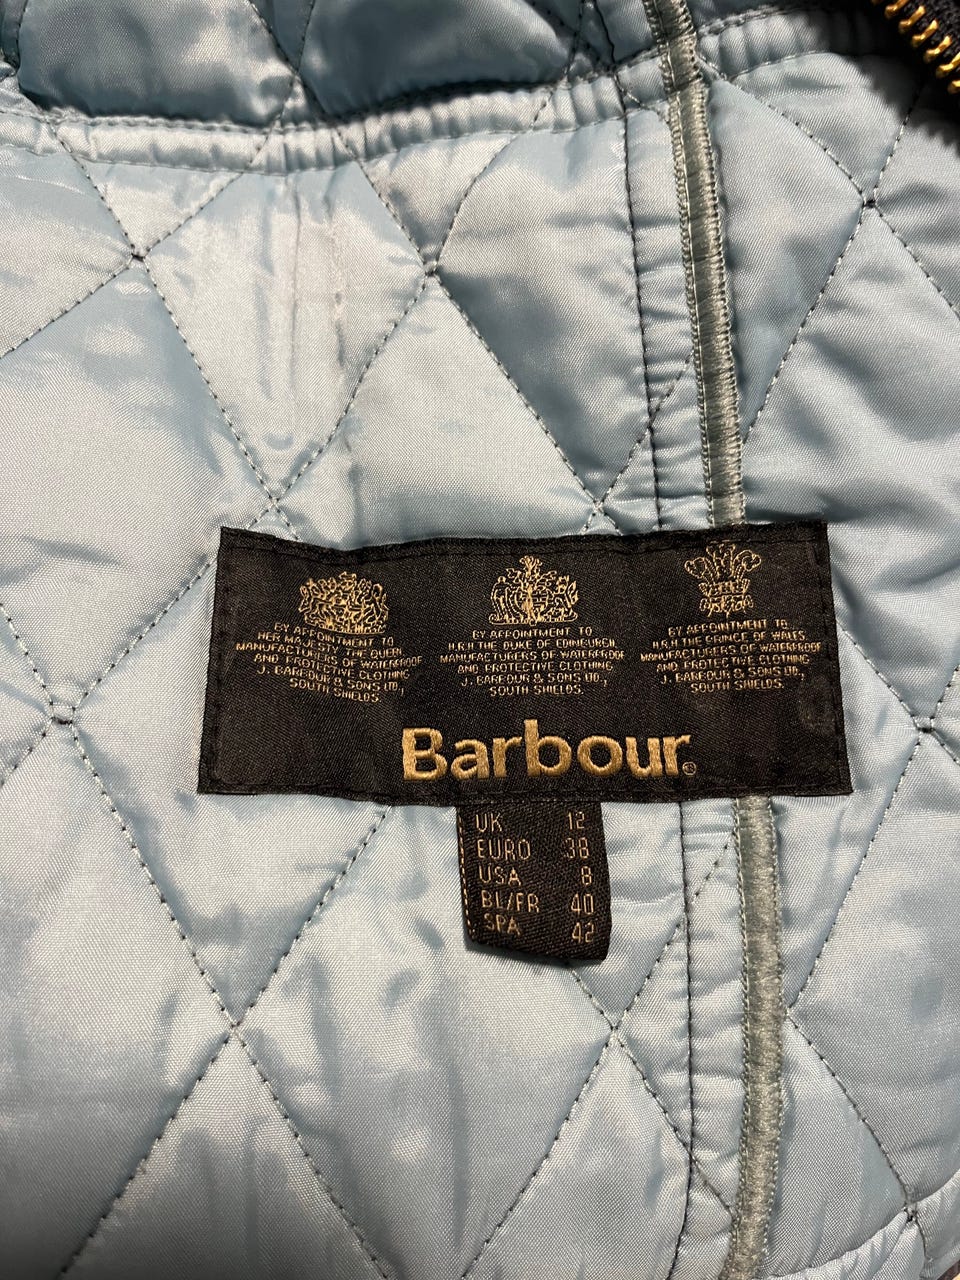 BY APPOINTMENT TO
HER MAJESTY THE QUEEN
MANUFACTURERS OF WATERPROOF
AND PROTECTIVE CLOTHING
J. BARBOUR & SONS LTD.,
SOUTH SHIELDS.
BY APPOINTMENT TO
H.R.H. THE DUKE OF EDINBURGH,
MANUFACTURERS OF WATERPROOF
AND PROTECTIVE CLOTHING
J. BARBOUR & SONS LTD.,
SOUTH SHIELDS.
BY APPOINTMENT TO
H.R.H. THE PRINCE OF WALES
MANUFACTURERS OF WATERPROOF
AND PROTECTIVE CLOTHING
J. BARBOUR & SONS LTD.,
SOUTH SHIELDS.
Barbour®
UK 12
EURO 38
USA 8
BL/FR 40
SPA 42